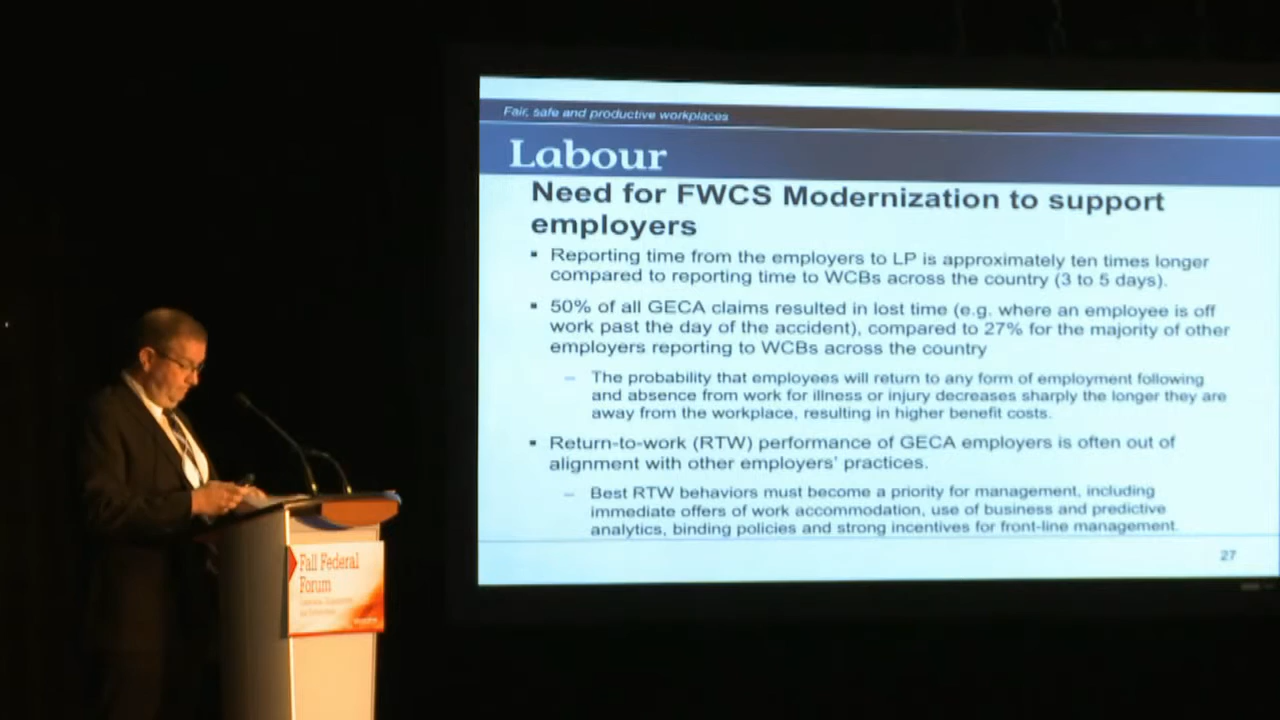 Fair, safe and productive workplaces
Labour
Need for FWCS Modernization to support
employers
▪ Reporting time from the employers to LP is approximately ten times longer
compared to reporting time to WCBs across the country (3 to 5 days).
▪ 50% of all GECA claims resulted in lost time (e.g. where an employee is off
work past the day of the accident), compared to 27% for the majority of other
employers reporting to WCBs across the country
– The probability that employees will return to any form of employment following
and absence from work for illness or injury decreases sharply the longer they are
away from the workplace, resulting in higher benefit costs.
▪ Return-to-work (RTW) performance of GECA employers is often out of
alignment with other employers' practices.
– Best RTW behaviors must become a priority for management, including
immediate offers of work accommodation, use of business and predictive
analytics, binding policies and strong incentives for front-line management.
27
Fall Federal
Forum